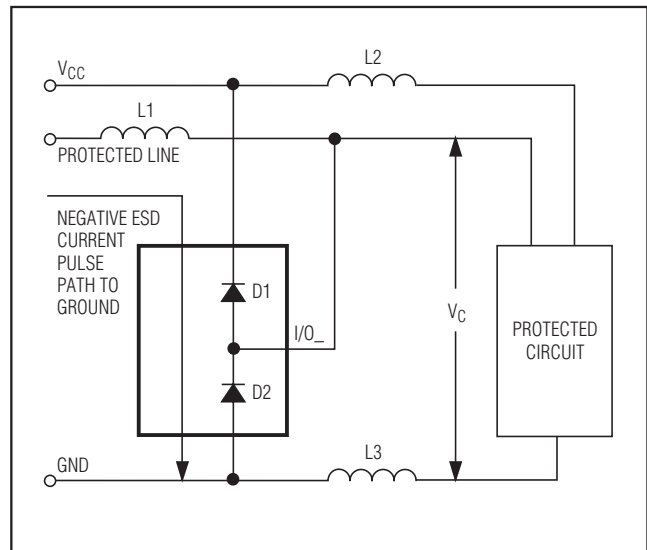 VCC
L2
L1
PROTECTED LINE
NEGATIVE ESD
CURRENT
PULSE
PATH TO
GROUND
D1
I/O_
VC
PROTECTED
CIRCUIT
D2
GND
L3